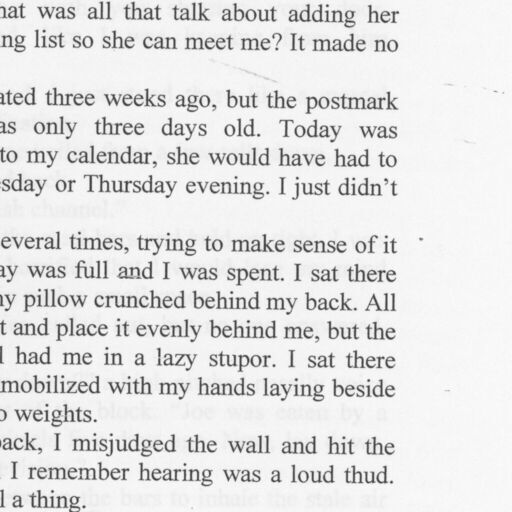 hat was all that talk about adding her
ng list so she can meet me? It made no
ated three weeks ago, but the postmark
as only three days old. Today was
to my calendar, she would have had to
esday or Thursday evening. I just didn't
everal times, trying to make sense of it
ay was full and I was spent. I sat there
y pillow crunched behind my back. All
t and place it evenly behind me, but the
l had me in a lazy stupor. I sat there
mobilized with my hands laying beside
o weights.
back, I misjudged the wall and hit the
I remember hearing was a loud thud.
l a thing.